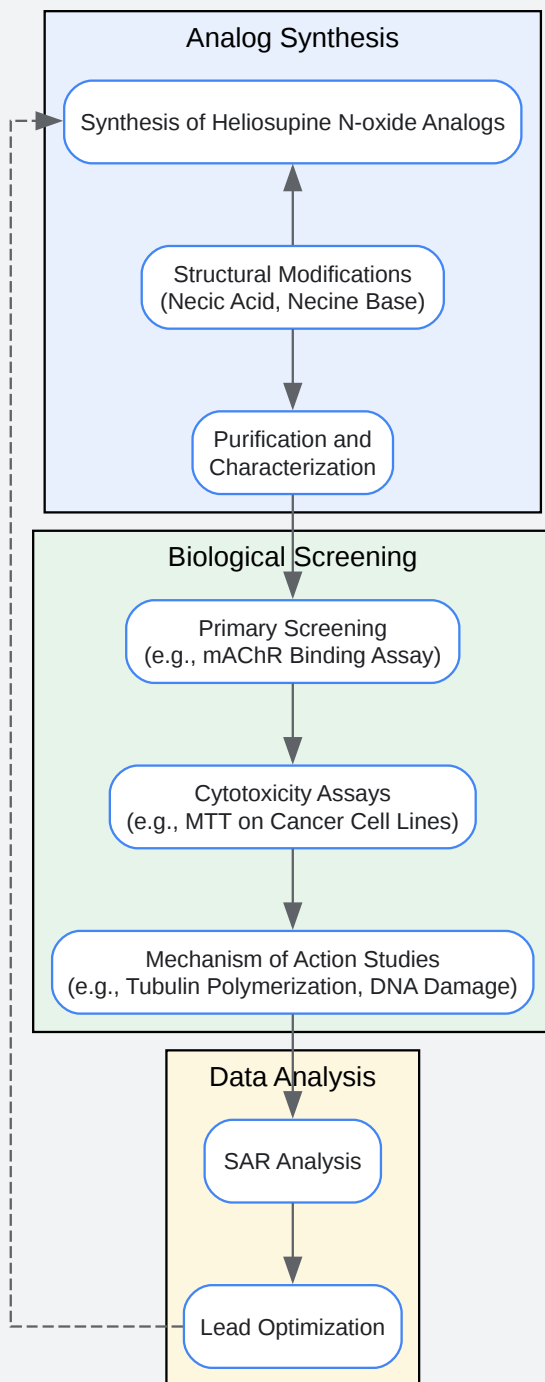 Analog Synthesis
Synthesis of Heliosupine N-oxide Analogs
Structural Modifications
(Necic Acid, Necine Base)
Purification and
Characterization
Biological Screening
Primary Screening
(e.g., mAChR Binding Assay)
Cytotoxicity Assays
(e.g., MTT on Cancer Cell Lines)
Mechanism of Action Studies
(e.g., Tubulin Polymerization, DNA Damage)
Data Analysis
SAR Analysis
Lead Optimization